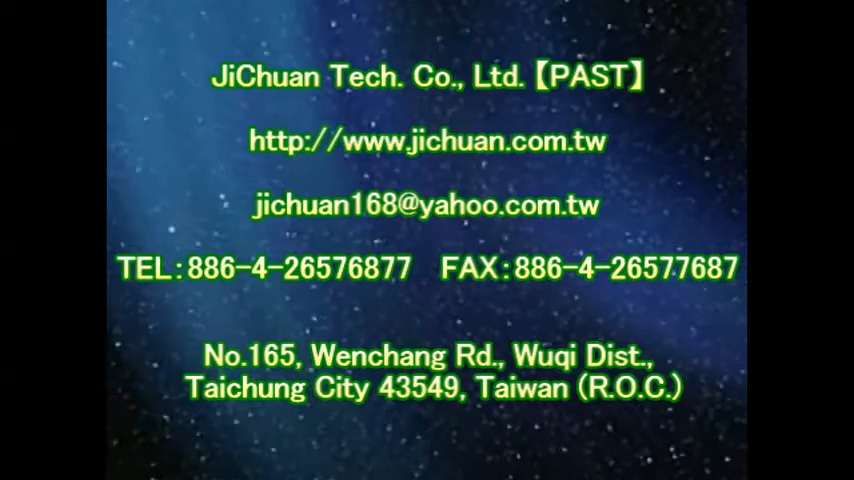 JiChuan Tech. Co., Ltd.【PAST】
http://www.jichuan.com.tw
jichuan168@yahoo.com.tw
TEL:886-4-26576877　FAX:886-4-26577687
No.165, Wenchang Rd., Wuqi Dist.,
Taichung City 43549, Taiwan (R.O.C.)